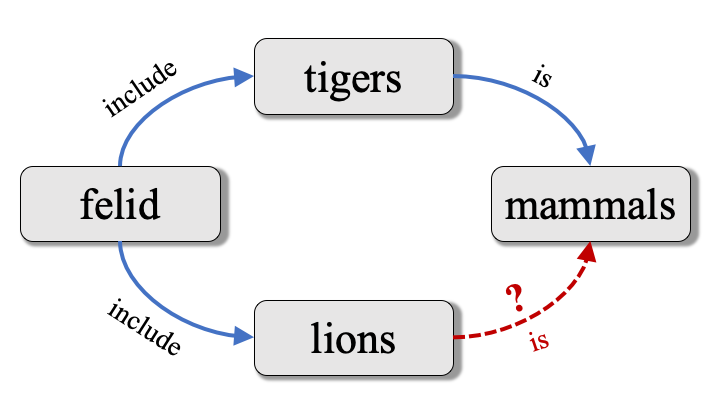 include
tigers
is
felid
mammals
include
lions
?
is